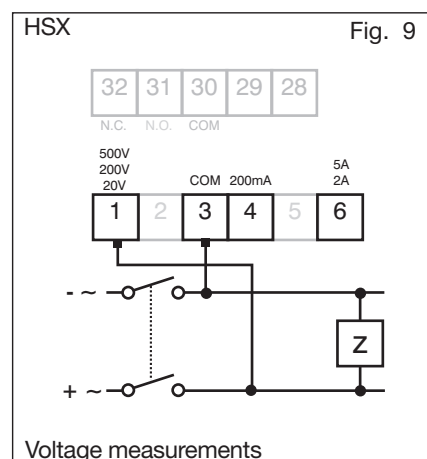 HSX Fig. 9
32 31 30 29 28
N.C. N.O. COM
500V
200V
20V
5A
2A
COM 200mA
1 2 3 4 5 6
- ~
Z
+ ~
Voltage measurements